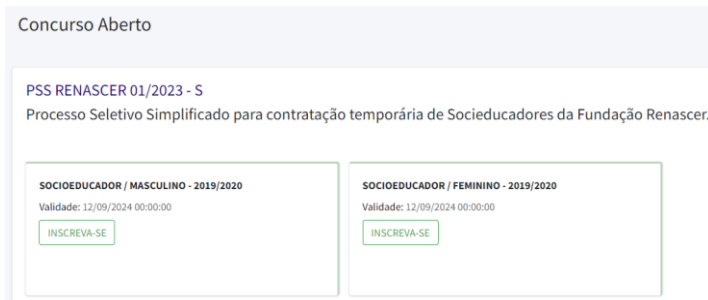 Concurso Aberto
PSS RENASCER 01/2023 - S
Processo Seletivo Simplificado para contratação temporária de Socieducadores da Fundação Renascer.
SOCIOEDUCADOR / MASCULINO - 2019/2020
Validade: 12/09/2024 00:00:00
INSCREVA-SE
SOCIOEDUCADOR / FEMININO - 2019/2020
Validade: 12/09/2024 00:00:00
INSCREVA-SE